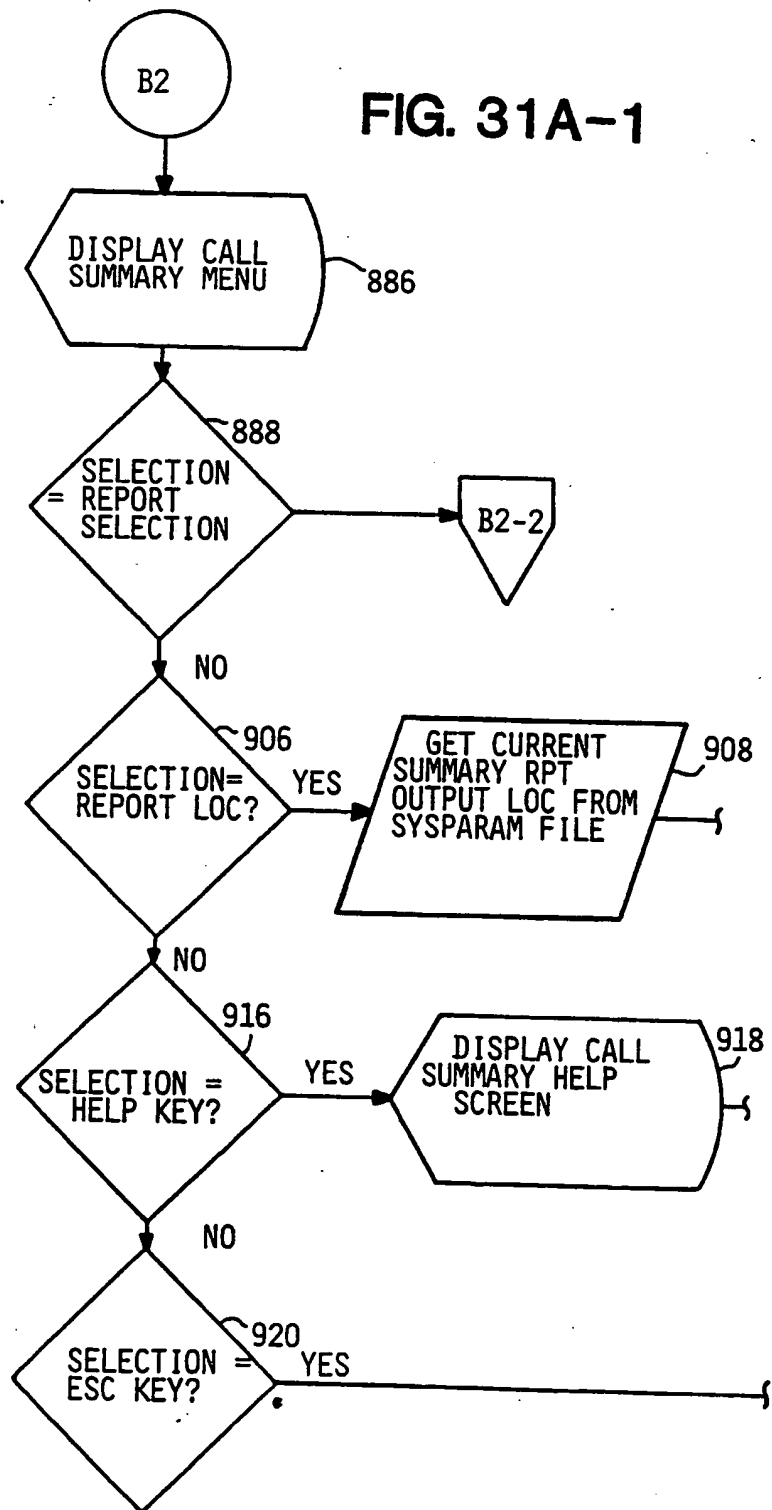 B2
FIG. 31A-1
DISPLAY CALL
SUMMARY MENU
886
888
SELECTION
= REPORT
SELECTION
B2-2
NO
906
SELECTION=
REPORT LOC?
YES
GET CURRENT
SUMMARY RPT
OUTPUT LOC FROM
SYSPARAM FILE
908
NO
916
SELECTION =
HELP KEY?
YES
DISPLAY CALL
SUMMARY HELP
SCREEN
918
NO
920
SELECTION =
ESC KEY?
YES